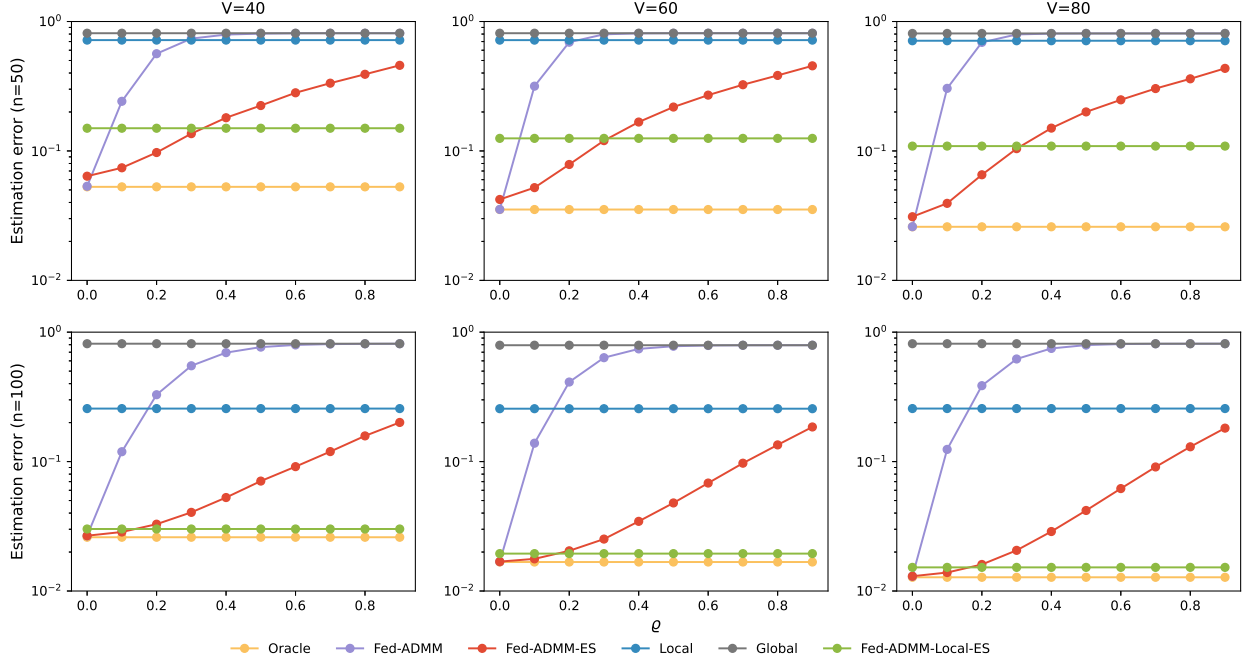 V=40
V=60
V=80
Estimation error (n=50)
10⁰
10⁻¹
10⁻²
0.0 0.2 0.4 0.6 0.8
10⁰
10⁻¹
10⁻²
0.0 0.2 0.4 0.6 0.8
10⁰
10⁻¹
10⁻²
0.0 0.2 0.4 0.6 0.8
Estimation error (n=100)
10⁰
10⁻¹
10⁻²
0.0 0.2 0.4 0.6 0.8
10⁰
10⁻¹
10⁻²
0.0 0.2 0.4 0.6 0.8
10⁰
10⁻¹
10⁻²
0.0 0.2 0.4 0.6 0.8
ϱ
Oracle Fed-ADMM Fed-ADMM-ES Local Global Fed-ADMM-Local-ES